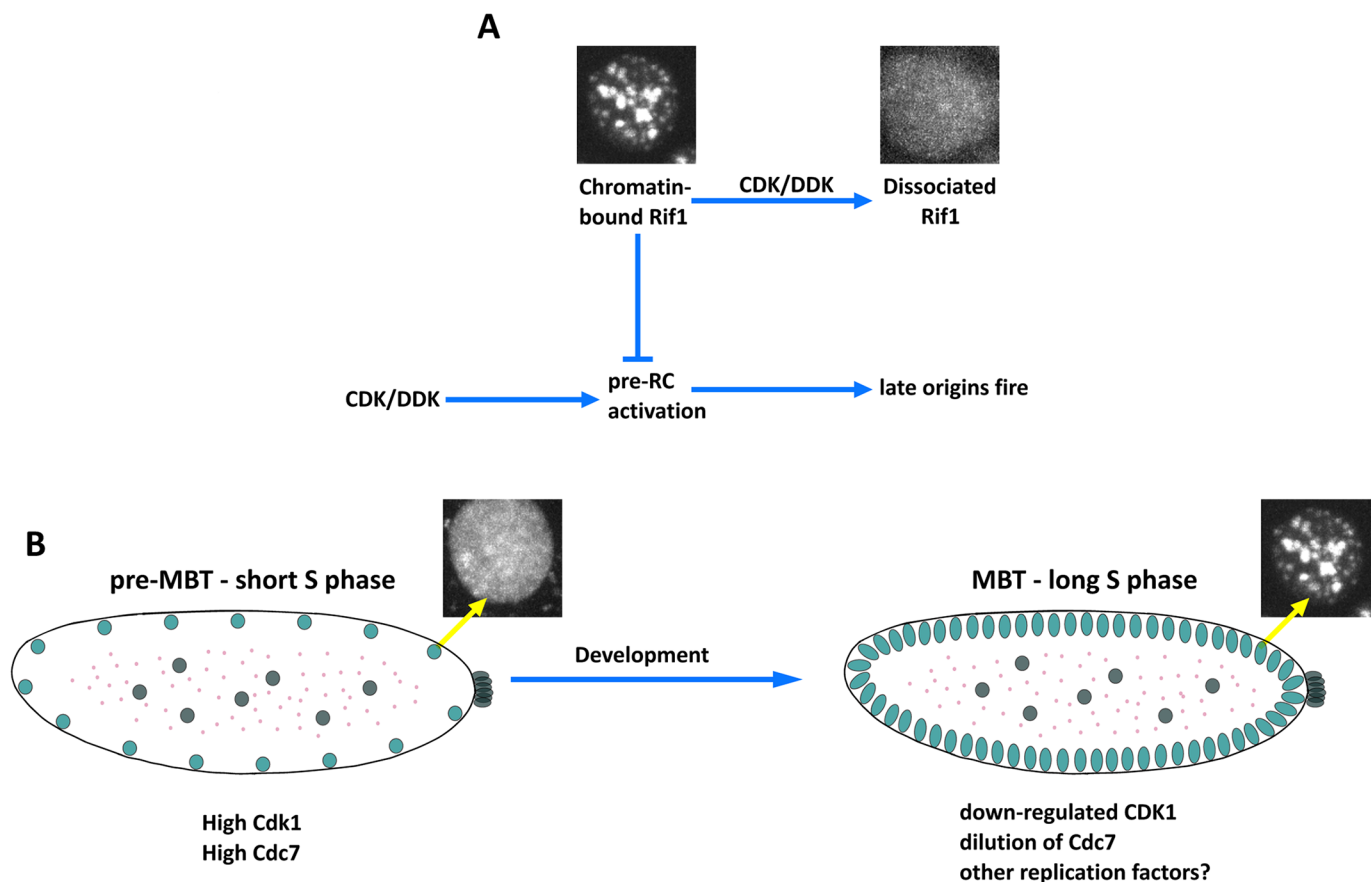 A
Chromatin-
bound Rif1
CDK/DDK
Dissociated
Rif1
CDK/DDK
pre-RC
activation
late origins fire
B
pre-MBT - short S phase
Development
MBT - long S phase
High Cdk1
High Cdc7
down-regulated CDK1
dilution of Cdc7
other replication factors?